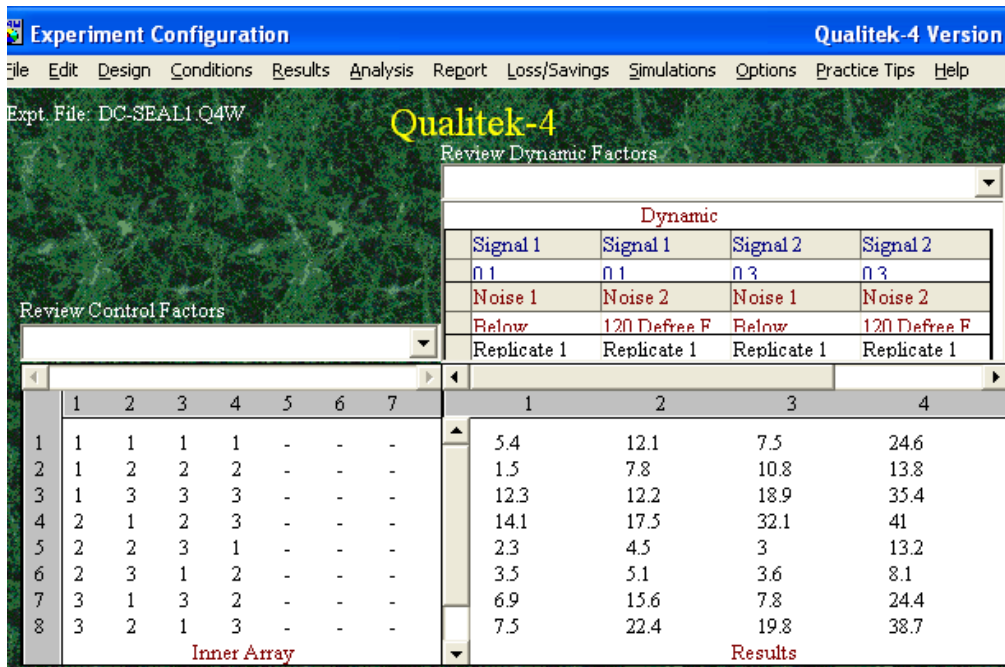 Experiment Configuration Qualitek-4 Version
File Edit Design Conditions Results Analysis Report Loss/Savings Simulations Options Practice Tips Help
Expt. File: DC-SEAL1.Q4W
Qualitek-4
Review Dynamic Factors
Dynamic
Signal 1 Signal 1 Signal 2 Signal 2
0.1 0.1 0.3 0.3
Noise 1 Noise 2 Noise 1 Noise 2
Below 120 Defree F Below 120 Defree F
Replicate 1 Replicate 1 Replicate 1 Replicate 1
Review Control Factors
1 2 3 4 5 6 7 1 2 3 4
1 1 1 1 1 - - - 5.4 12.1 7.5 24.6
2 1 2 2 2 - - - 1.5 7.8 10.8 13.8
3 1 3 3 3 - - - 12.3 12.2 18.9 35.4
4 2 1 2 3 - - - 14.1 17.5 32.1 41
5 2 2 3 1 - - - 2.3 4.5 3 13.2
6 2 3 1 2 - - - 3.5 5.1 3.6 8.1
7 3 1 3 2 - - - 6.9 15.6 7.8 24.4
8 3 2 1 3 - - - 7.5 22.4 19.8 38.7
Inner Array Results